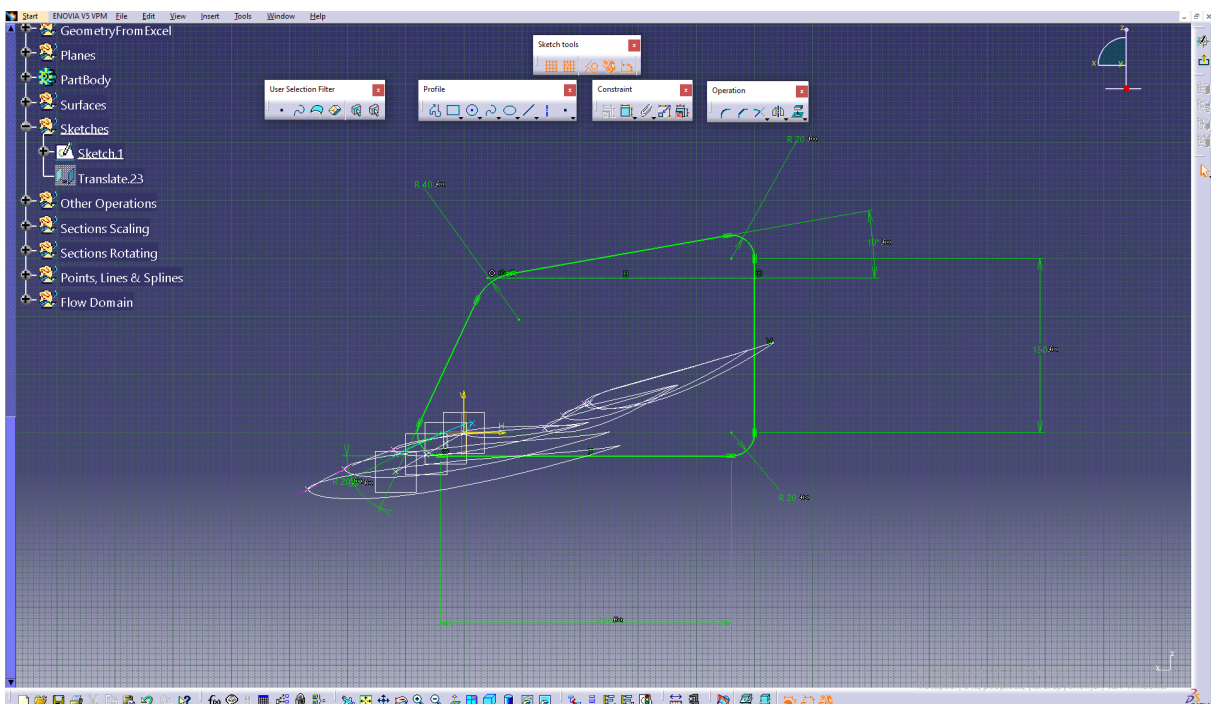 Start ENOVIA V5 VPM File Edit View Insert Tools Window Help
GeometryFromExcel
Planes
PartBody
Surfaces
Sketches
Sketch.1
Translate.23
Other Operations
Sections Scaling
Sections Rotating
Points, Lines & Splines
Flow Domain
Sketch tools
User Selection Filter
Profile
Constraint
Operation
R 20
R 40
10°
150
R 20
R 20
H
V
z
x
y
z
x